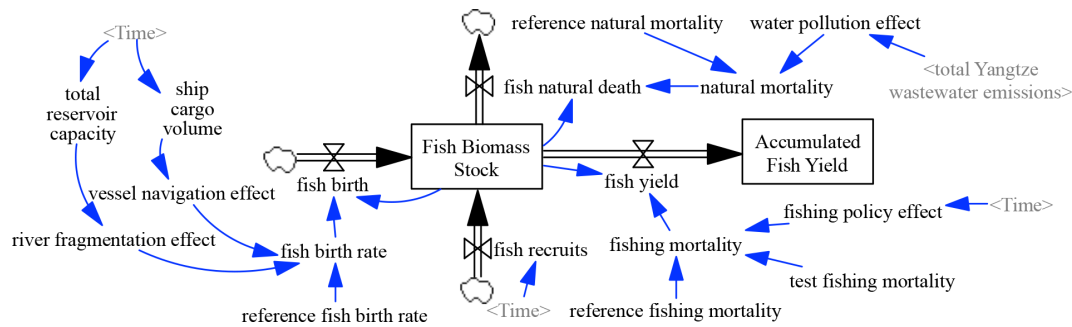 reference natural mortality
water pollution effect
<Time>
<total Yangtze
wastewater emissions>
total
reservoir
capacity
ship
cargo
volume
fish natural death
natural mortality
Fish Biomass
Stock
Accumulated
Fish Yield
fish birth
fish yield
vessel navigation effect
fishing policy effect
<Time>
river fragmentation effect
fish birth rate
fish recruits
fishing mortality
test fishing mortality
<Time>
reference fish birth rate
reference fishing mortality